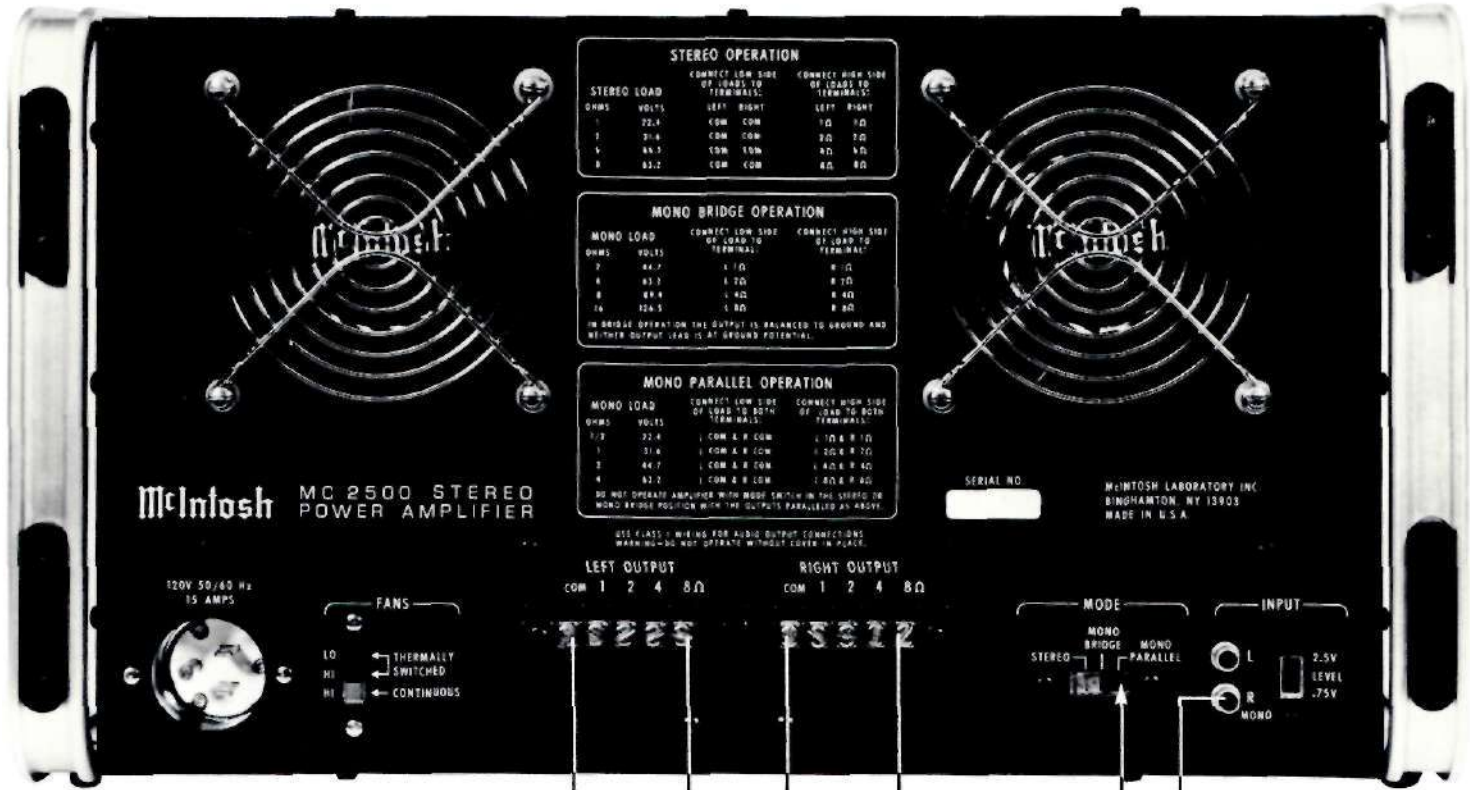 STEREO OPERATION
STEREO LOAD
CONNECT LOW SIDE
OF LOADS TO
TERMINALS:
CONNECT HIGH SIDE
OF LOADS TO
TERMINALS:
OHMS VOLTS LEFT RIGHT LEFT RIGHT
1 22.4 COM COM 1Ω 1Ω
2 31.6 COM COM 2Ω 2Ω
4 COM COM 4Ω 4Ω
8 63.2 COM COM 8Ω 8Ω
MONO BRIDGE OPERATION
MONO LOAD
CONNECT LOW SIDE
OF LOAD TO
TERMINAL:
CONNECT HIGH SIDE
OF LOAD TO
TERMINAL:
OHMS VOLTS
2 44.7 L 1Ω R 1Ω
4 63.2 L 2Ω R 2Ω
8 89.4 L 4Ω R 4Ω
16 126.5 L 8Ω R 8Ω
IN BRIDGE OPERATION THE OUTPUT IS BALANCED TO GROUND AND
NEITHER OUTPUT LEAD IS AT GROUND POTENTIAL.
MONO PARALLEL OPERATION
MONO LOAD
CONNECT LOW SIDE
OF LOAD TO BOTH
TERMINALS:
CONNECT HIGH SIDE
OF LOAD TO BOTH
TERMINALS:
OHMS VOLTS
1/2 22.4 L COM & R COM L 1Ω & R 1Ω
1 31.6 L COM & R COM L 2Ω & R 2Ω
2 44.7 L COM & R COM L 4Ω & R 4Ω
4 63.2 L COM & R COM L 8Ω & R 8Ω
DO NOT OPERATE AMPLIFIER WITH MODE SWITCH IN THE STEREO OR
MONO BRIDGE POSITION WITH THE OUTPUTS PARALLELED AS ABOVE.
USE CLASS 1 WIRING FOR AUDIO OUTPUT CONNECTIONS
WARNING-DO NOT OPERATE WITHOUT COVER IN PLACE.
McIntosh
McIntosh
McIntosh
MC 2500 STEREO
POWER AMPLIFIER
SERIAL NO.
McINTOSH LABORATORY INC.
BINGHAMTON, NY 13903
MADE IN U.S.A.
120V 50/60 Hz
15 AMPS
FANS
LO
HI
HI
THERMALLY
SWITCHED
CONTINUOUS
LEFT OUTPUT
COM 1 2 4 8Ω
RIGHT OUTPUT
COM 1 2 4 8Ω
MODE
STEREO
MONO
BRIDGE
MONO
PARALLEL
INPUT
L
R
MONO
2.5V
LEVEL
.75V